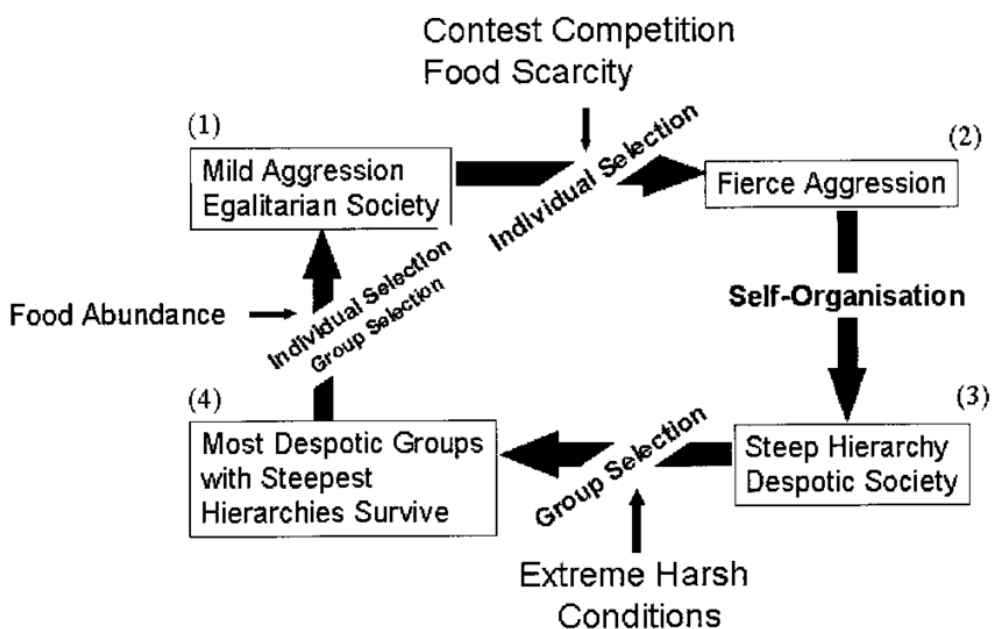 Contest Competition
Food Scarcity
(1)
Mild Aggression
Egalitarian Society
Individual Selection
(2)
Fierce Aggression
Self-Organisation
(3)
Steep Hierarchy
Despotic Society
Group Selection
Extreme Harsh
Conditions
(4)
Most Despotic Groups
with Steepest
Hierarchies Survive
Food Abundance
Individual Selection
Group Selection